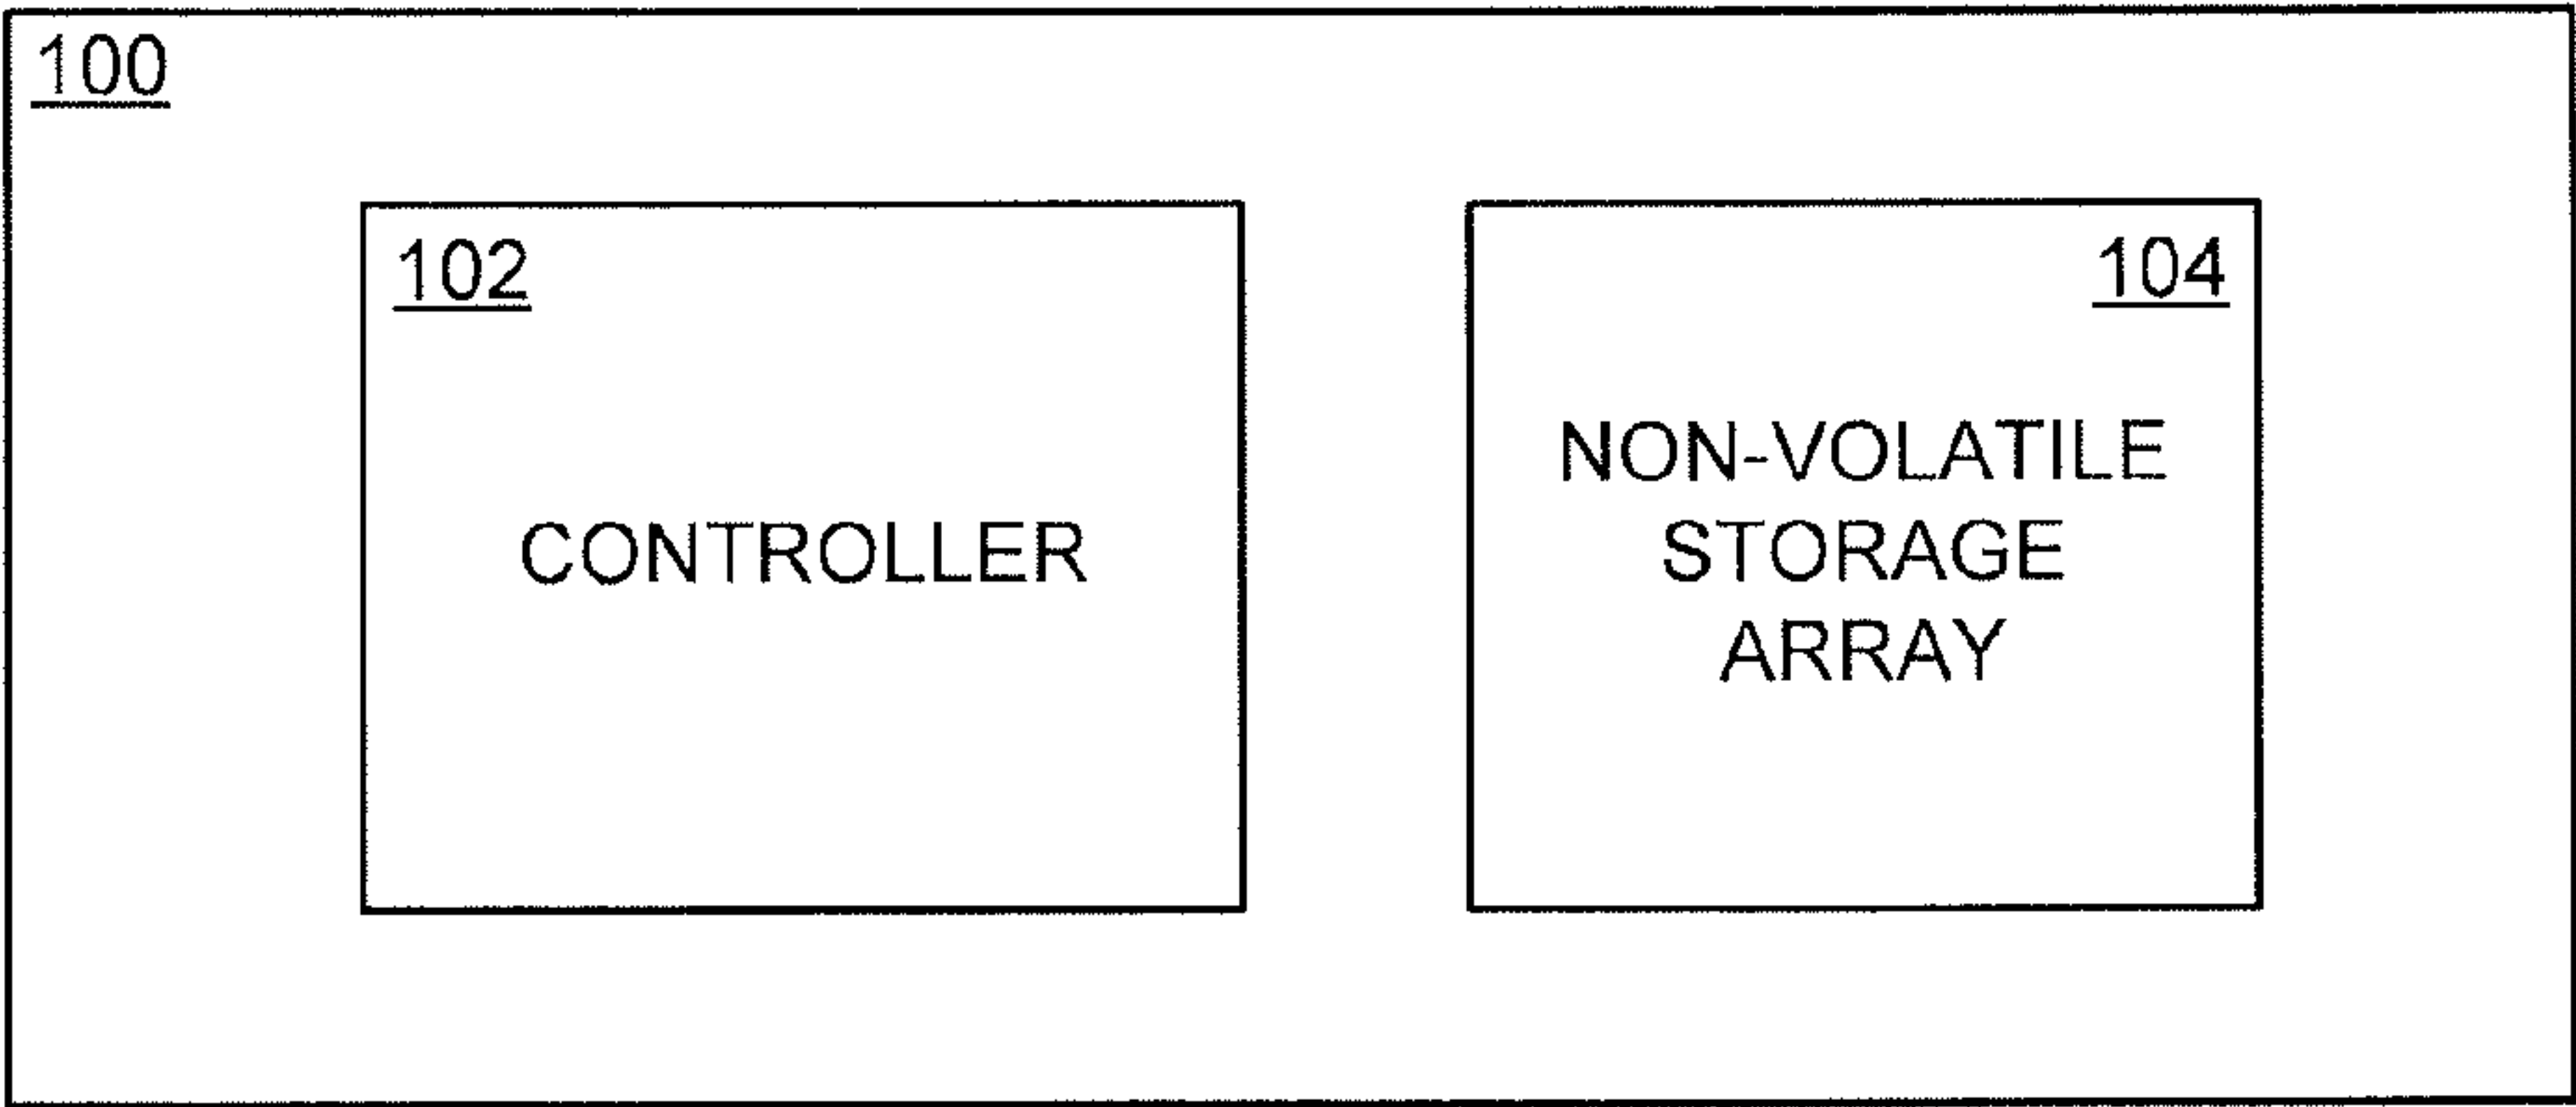 100
102
CONTROLLER
104
NON-VOLATILE
STORAGE
ARRAY